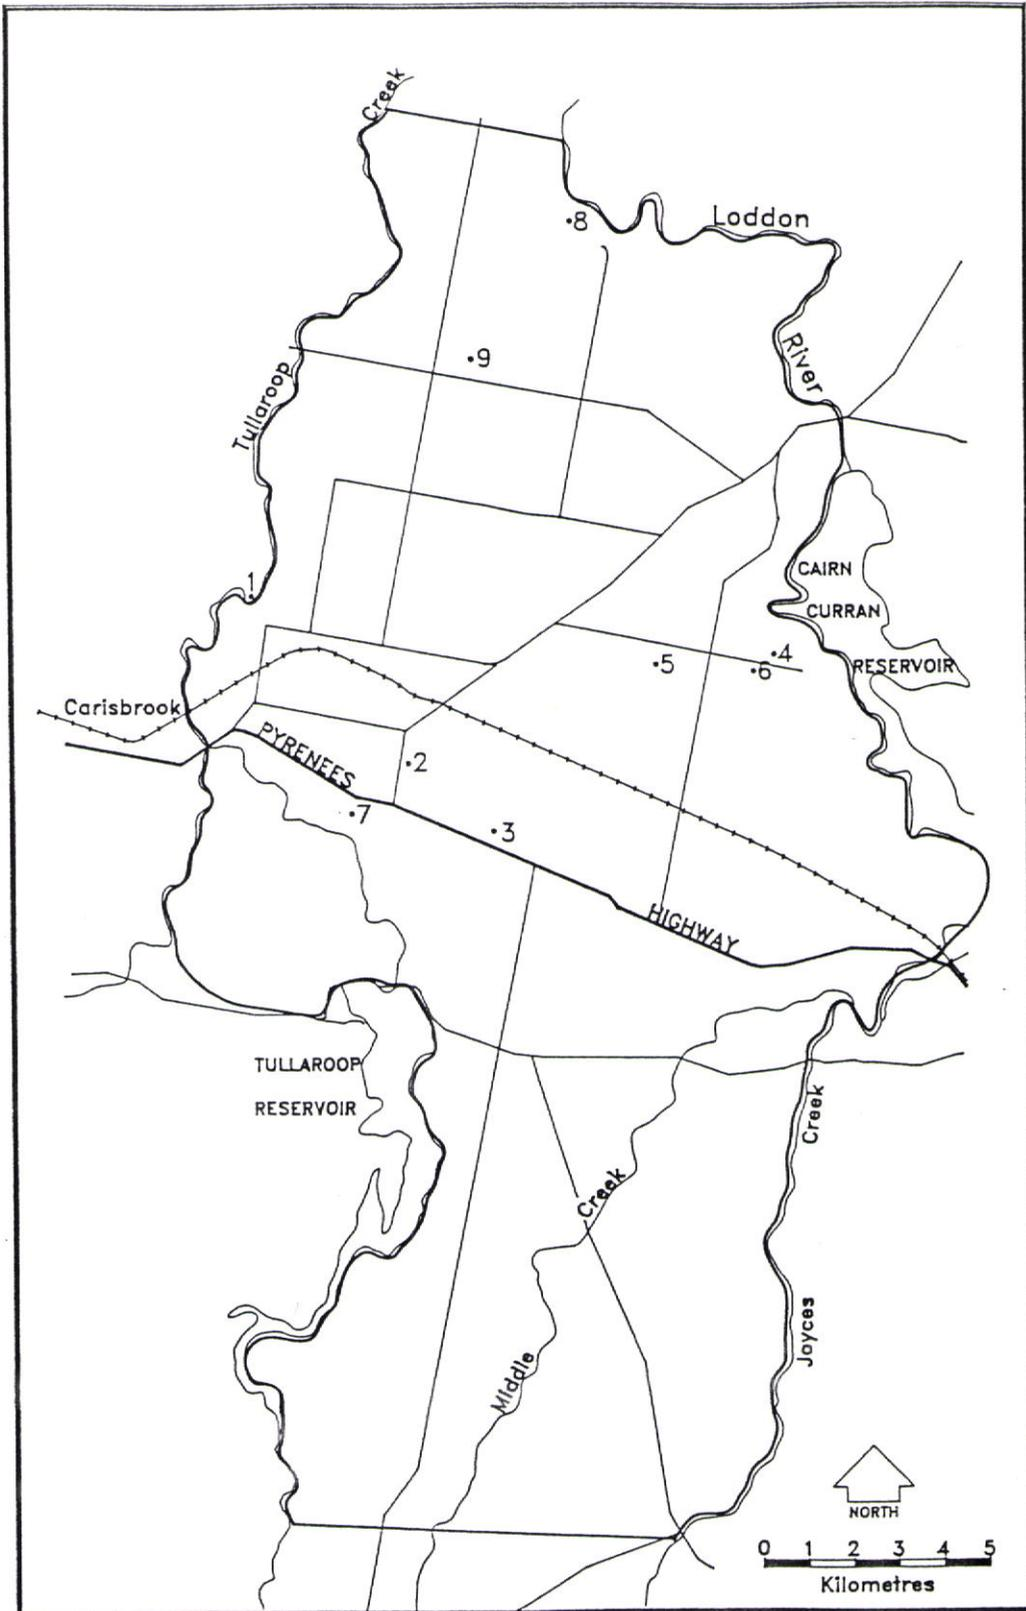 Creek
8
Loddon
9
River
Tullaroop
1
CAIRN
CURRAN
4
5
6
RESERVOIR
Carisbrook
PYRENEES
2
7
3
HIGHWAY
TULLAROOP
RESERVOIR
Creek
Creek
Joyces
Middle
NORTH
0 1 2 3 4 5
Kilometres